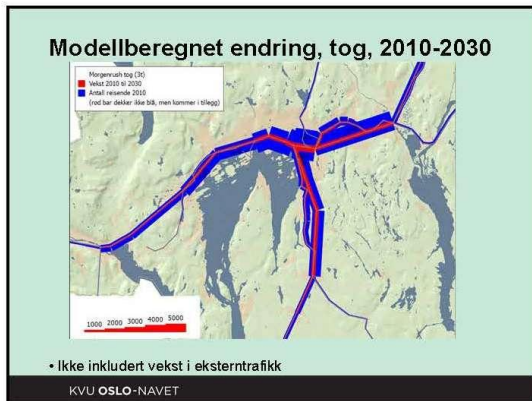 Modellberegnet endring, tog, 2010-2030
Morgenrush tog (3t)
Vekst 2010 til 2030
Antall reisende 2010
(rød bar dekker ikke blå, men kommer i tillegg)
1000 2000 3000 4000 5000
• Ikke inkludert vekst i eksterntrafikk
KVU OSLO-NAVET